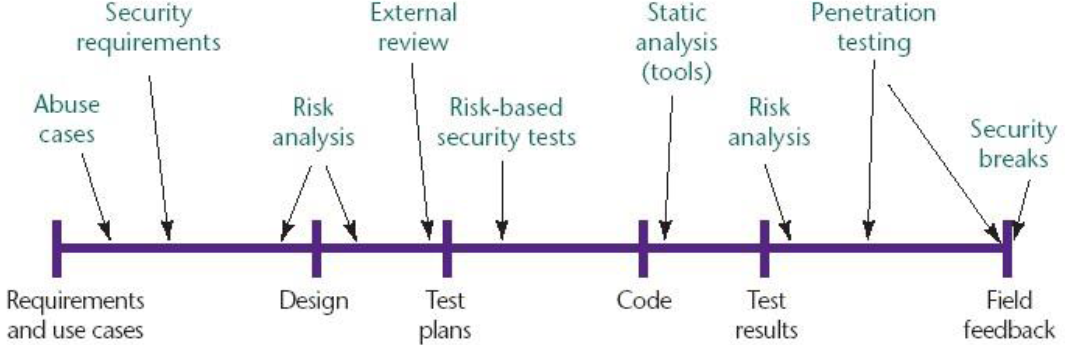 Security
requirements
External
review
Static
analysis
(tools)
Penetration
testing
Abuse
cases
Risk
analysis
Risk-based
security tests
Risk
analysis
Security
breaks
Requirements
and use cases
Design
Test
plans
Code
Test
results
Field
feedback